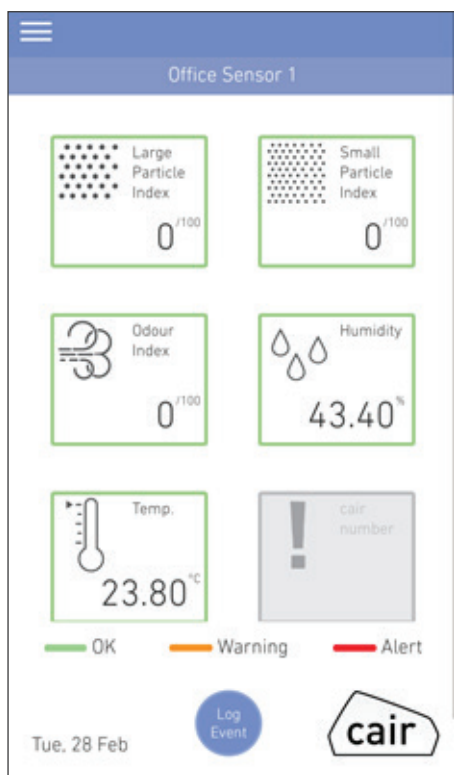 Office Sensor 1
Large
Particle
Index
0/100
Small
Particle
Index
0/100
Odour
Index
0/100
Humidity
43.40%
Temp.
23.80°C
cair
number
OK
Warning
Alert
Log
Event
Tue, 28 Feb
cair